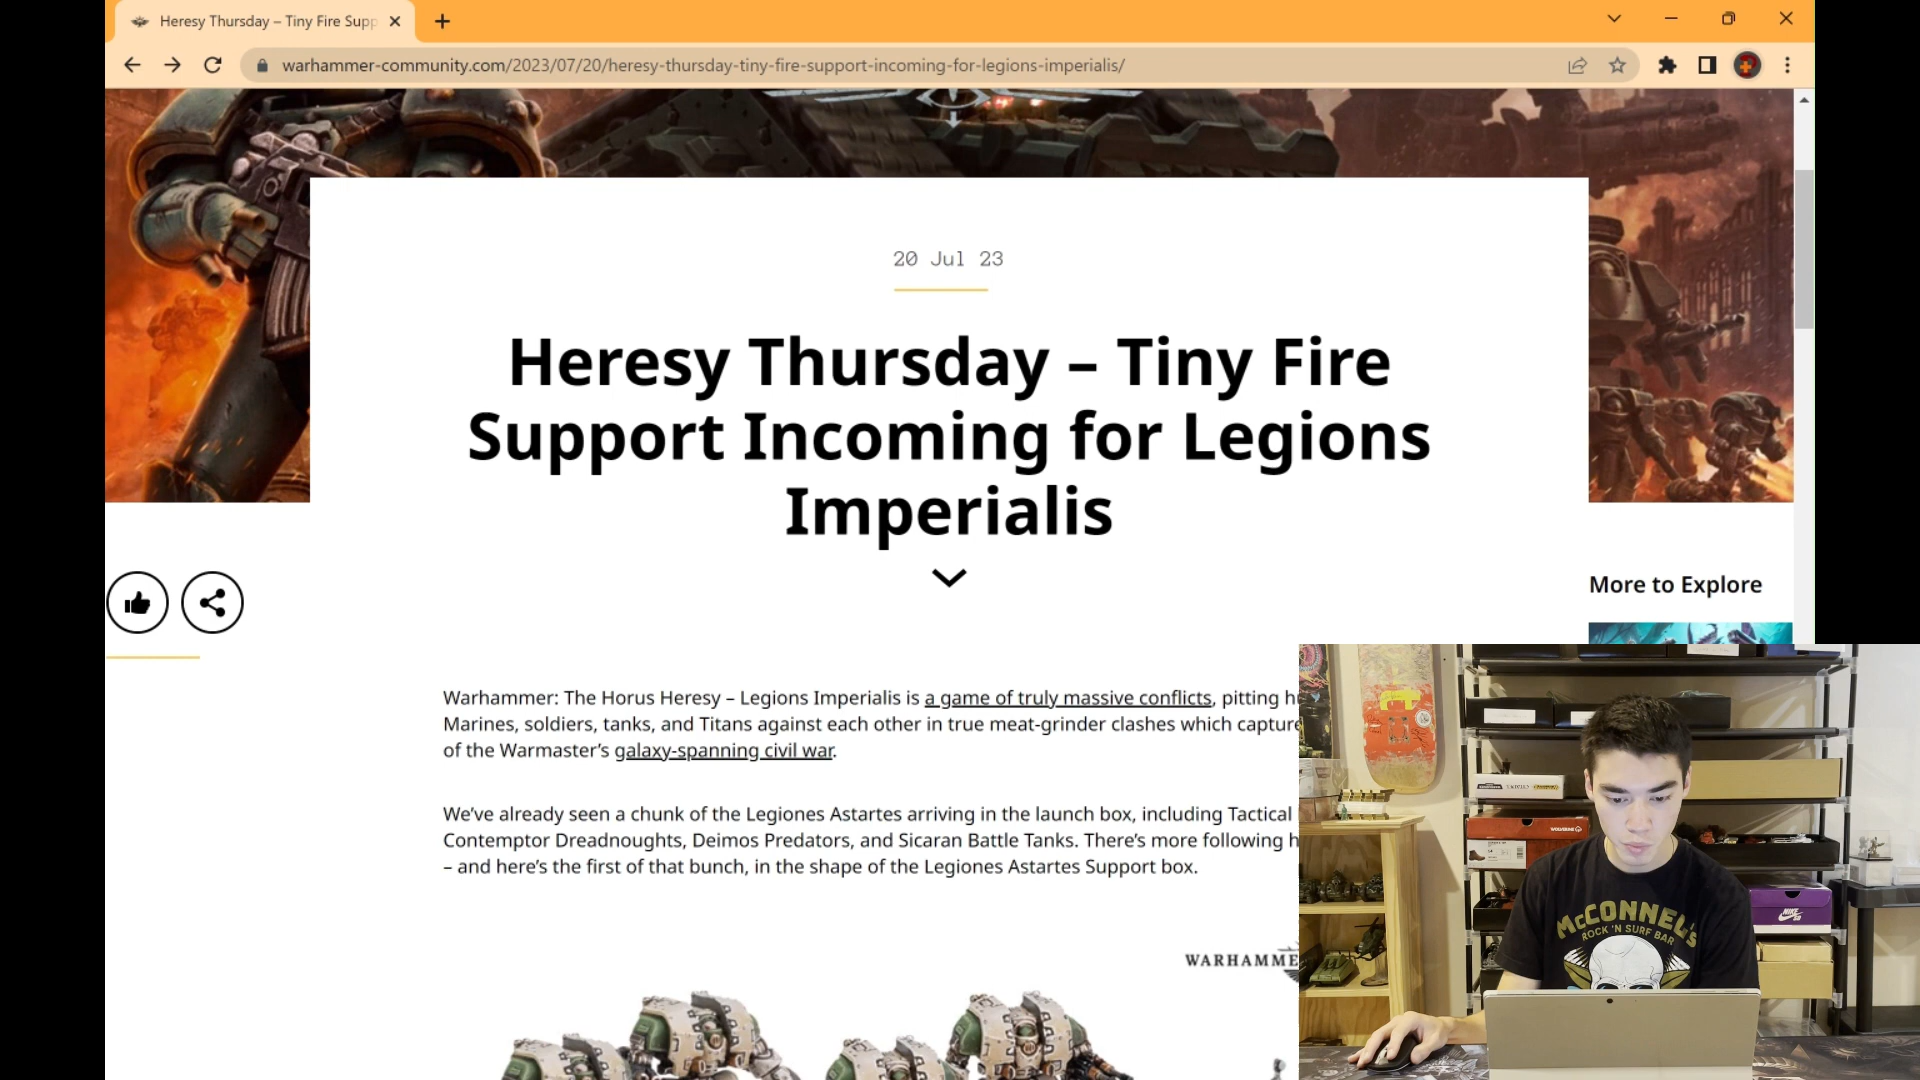 Heresy Thursday – Tiny Fire Supp
warhammer-community.com/2023/07/20/heresy-thursday-tiny-fire-support-incoming-for-legions-imperialis/
20 Jul 23
Heresy Thursday – Tiny Fire
Support Incoming for Legions
Imperialis
More to Explore
Warhammer: The Horus Heresy – Legions Imperialis is a game of truly massive conflicts, pitting h
Marines, soldiers, tanks, and Titans against each other in true meat-grinder clashes which capture
of the Warmaster’s galaxy-spanning civil war.
We’ve already seen a chunk of the Legiones Astartes arriving in the launch box, including Tactical
Contemptor Dreadnoughts, Deimos Predators, and Sicaran Battle Tanks. There’s more following h
– and here’s the first of that bunch, in the shape of the Legiones Astartes Support box.
WARHAMME
WOLVERINE
NIKE
McCONNEL's
ROCK 'N SURF BAR